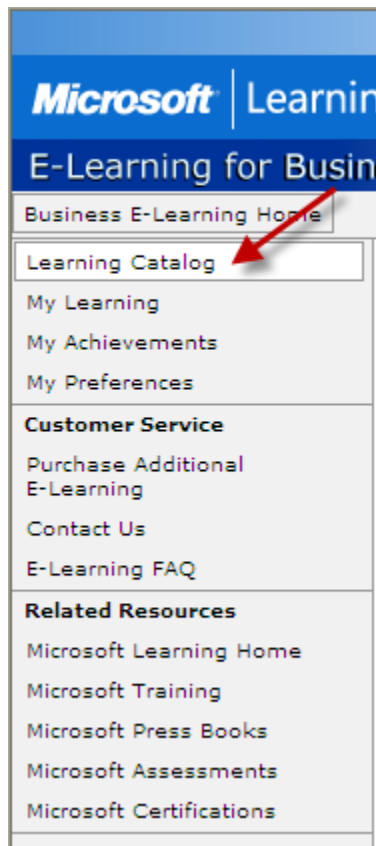 Microsoft Learnin
E-Learning for Busin
Business E-Learning Home
Learning Catalog
My Learning
My Achievements
My Preferences
Customer Service
Purchase Additional
E-Learning
Contact Us
E-Learning FAQ
Related Resources
Microsoft Learning Home
Microsoft Training
Microsoft Press Books
Microsoft Assessments
Microsoft Certifications